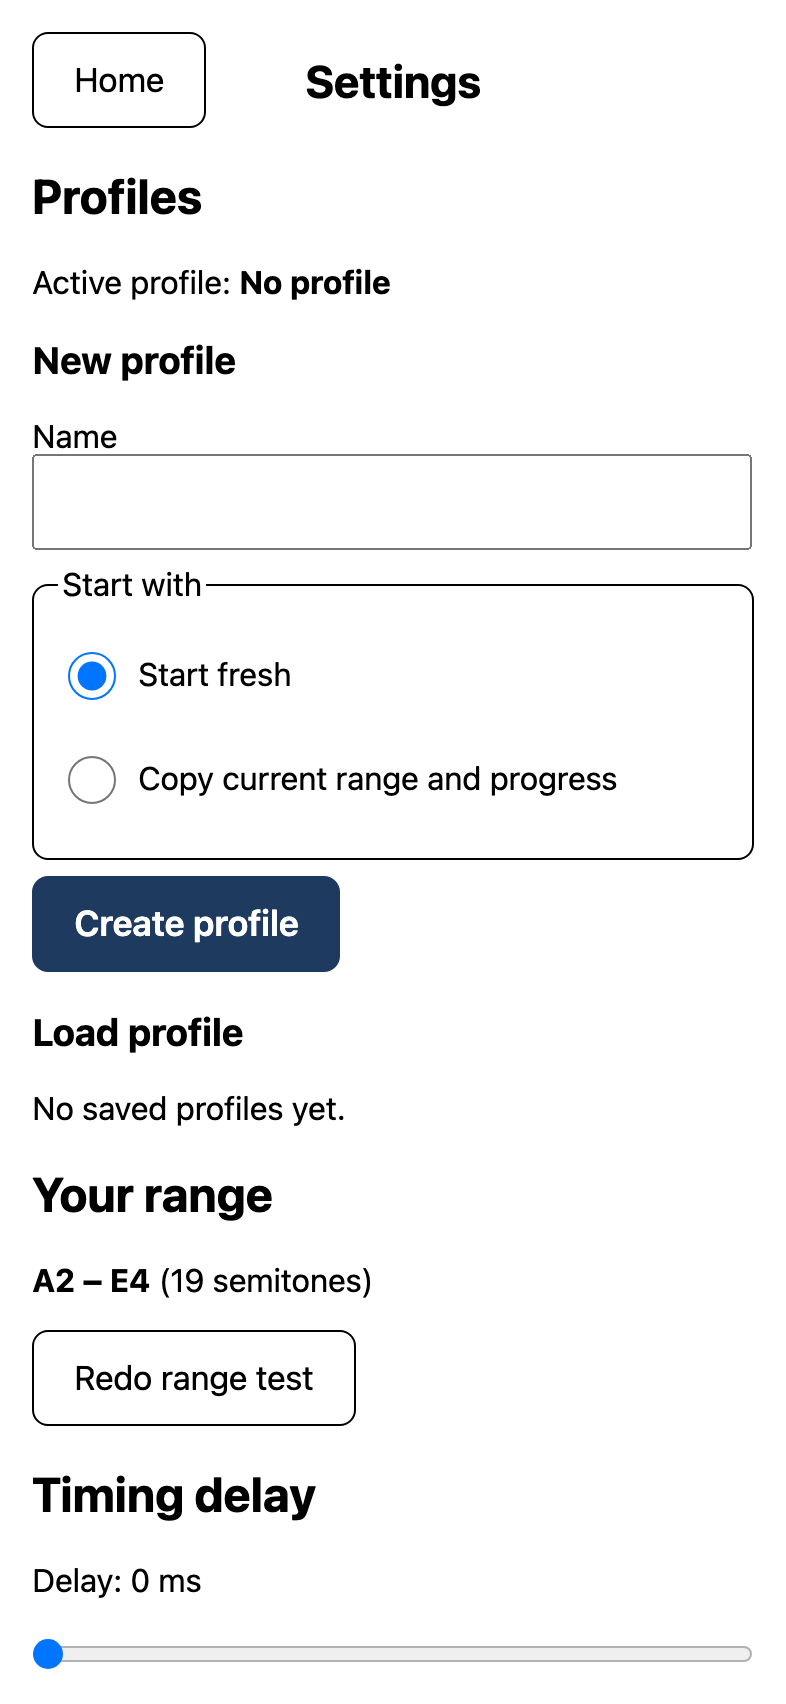 Home
Settings
Profiles
Active profile: No profile
New profile
Name
Start with
Start fresh
Copy current range and progress
Create profile
Load profile
No saved profiles yet.
Your range
A2 – E4 (19 semitones)
Redo range test
Timing delay
Delay: 0 ms